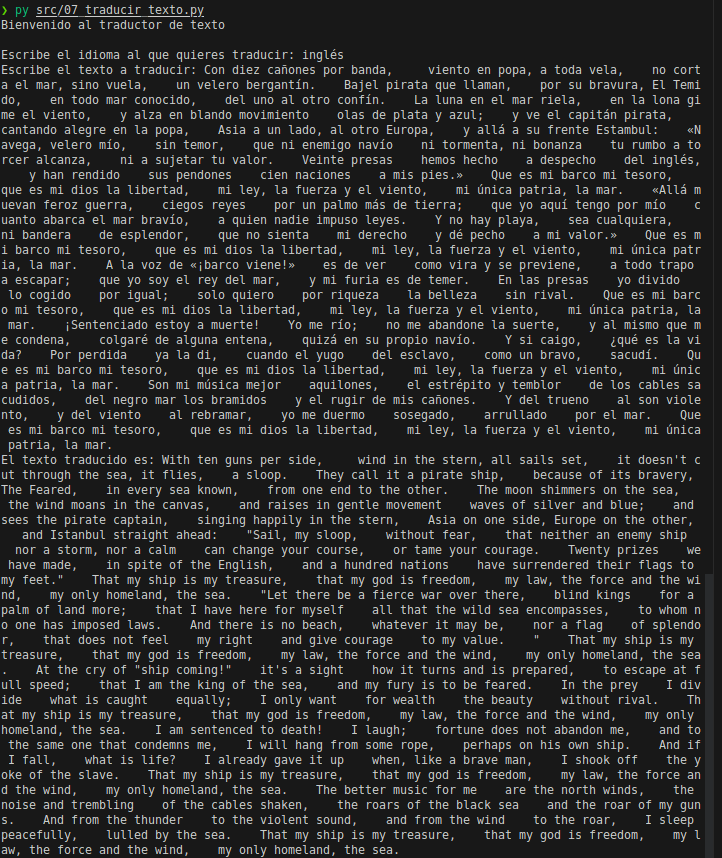 ❯ py src/07_traducir_texto.py
Bienvenido al traductor de texto

Escribe el idioma al que quieres traducir: inglés
Escribe el texto a traducir: Con diez cañones por banda,     viento en popa, a toda vela,     no cort
a el mar, sino vuela,     un velero bergantín.    Bajel pirata que llaman,    por su bravura, El Temi
do,    en todo mar conocido,    del uno al otro confín.    La luna en el mar riela,    en la lona gi
me el viento,    y alza en blando movimiento    olas de plata y azul;    y ve el capitán pirata,
cantando alegre en la popa,    Asia a un lado, al otro Europa,    y allá a su frente Estambul:    «N
avega, velero mío,    sin temor,    que ni enemigo navío    ni tormenta, ni bonanza    tu rumbo a to
rcer alcanza,    ni a sujetar tu valor.    Veinte presas    hemos hecho    a despecho    del inglés,
    y han rendido    sus pendones    cien naciones    a mis pies.»    Que es mi barco mi tesoro,
que es mi dios la libertad,    mi ley, la fuerza y el viento,    mi única patria, la mar.    «Allá m
uevan feroz guerra,    ciegos reyes    por un palmo más de tierra;    que yo aquí tengo por mío    c
uanto abarca el mar bravío,    a quien nadie impuso leyes.    Y no hay playa,    sea cualquiera,
ni bandera    de esplendor,    que no sienta    mi derecho    y dé pecho    a mi valor.»    Que es m
i barco mi tesoro,    que es mi dios la libertad,    mi ley, la fuerza y el viento,    mi única patr
ia, la mar.    A la voz de «¡barco viene!»    es de ver    como vira y se previene,    a todo trapo
a escapar;    que yo soy el rey del mar,    y mi furia es de temer.    En las presas    yo divido
 lo cogido    por igual;    solo quiero    por riqueza    la belleza    sin rival.    Que es mi barc
o mi tesoro,    que es mi dios la libertad,    mi ley, la fuerza y el viento,    mi única patria, la
 mar.    ¡Sentenciado estoy a muerte!    Yo me río;    no me abandone la suerte,    y al mismo que m
e condena,    colgaré de alguna entena,    quizá en su propio navío.    Y si caigo,    ¿qué es la vi
da?    Por perdida    ya la di,    cuando el yugo    del esclavo,    como un bravo,    sacudí.    Qu
e es mi barco mi tesoro,    que es mi dios la libertad,    mi ley, la fuerza y el viento,    mi únic
a patria, la mar.    Son mi música mejor    aquilones,    el estrépito y temblor    de los cables sa
cudidos,    del negro mar los bramidos    y el rugir de mis cañones.    Y del trueno    al son viole
nto,    y del viento    al rebramar,    yo me duermo    sosegado,    arrullado    por el mar.    Que
 es mi barco mi tesoro,    que es mi dios la libertad,    mi ley, la fuerza y el viento,    mi única
 patria, la mar.
El texto traducido es: With ten guns per side,    wind in the stern, all sails set,    it doesn't c
ut through the sea, it flies,    a sloop.    They call it a pirate ship,    because of its bravery,
The Feared,    in every sea known,    from one end to the other.    The moon shimmers on the sea,
 the wind moans in the canvas,    and raises in gentle movement    waves of silver and blue;    and
sees the pirate captain,    singing happily in the stern,    Asia on one side, Europe on the other,
   and Istanbul straight ahead:    "Sail, my sloop,    without fear,    that neither an enemy ship
  nor a storm, nor a calm    can change your course,    or tame your courage.    Twenty prizes    we
 have made,    in spite of the English,    and a hundred nations    have surrendered their flags to
my feet."    That my ship is my treasure,    that my god is freedom,    my law, the force and the wi
nd,    my only homeland, the sea.    "Let there be a fierce war over there,    blind kings    for a
palm of land more;    that I have here for myself    all that the wild sea encompasses,    to whom n
o one has imposed laws.    And there is no beach,    whatever it may be,    nor a flag    of splendo
r,    that does not feel    my right    and give courage    to my value.   "    That my ship is my
treasure,    that my god is freedom,    my law, the force and the wind,    my only homeland, the sea
.    At the cry of "ship coming!"    it's a sight    how it turns and is prepared,    to escape at f
ull speed;    that I am the king of the sea,    and my fury is to be feared.    In the prey    I div
ide    what is caught    equally;    I only want    for wealth    the beauty    without rival.    Th
at my ship is my treasure,    that my god is freedom,    my law, the force and the wind,    my only
homeland, the sea.    I am sentenced to death!    I laugh;    fortune does not abandon me,    and to
 the same one that condemns me,    I will hang from some rope,    perhaps on his own ship.    And if
 I fall,    what is life?    I already gave it up    when, like a brave man,    I shook off    the y
oke of the slave.    That my ship is my treasure,    that my god is freedom,    my law, the force an
d the wind,    my only homeland, the sea.    The better music for me    are the north winds,    the
noise and trembling    of the cables shaken,    the roars of the black sea    and the roar of my gun
s.    And from the thunder    to the violent sound,    and from the wind    to the roar,    I sleep
peacefully,    lulled by the sea.    That my ship is my treasure,    that my god is freedom,    my l
aw, the force and the wind,    my only homeland, the sea.